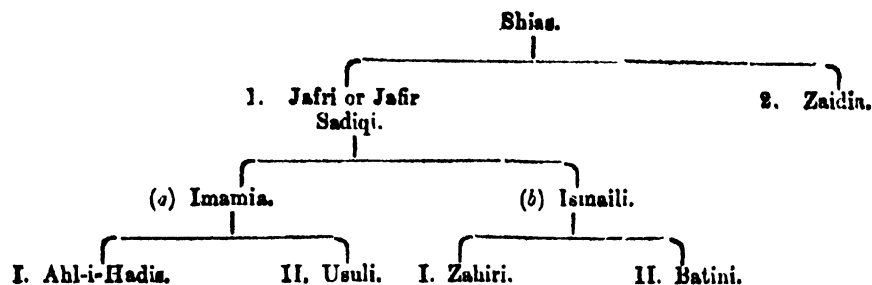 Shias.
1. Jafri or Jafir Sadiqi.
2. Zaidia.
(a) Imamia.
(b) Ismaili.
I. Ahl-i-Hadis.
II. Usuli.
I. Zahiri.
II. Batini.